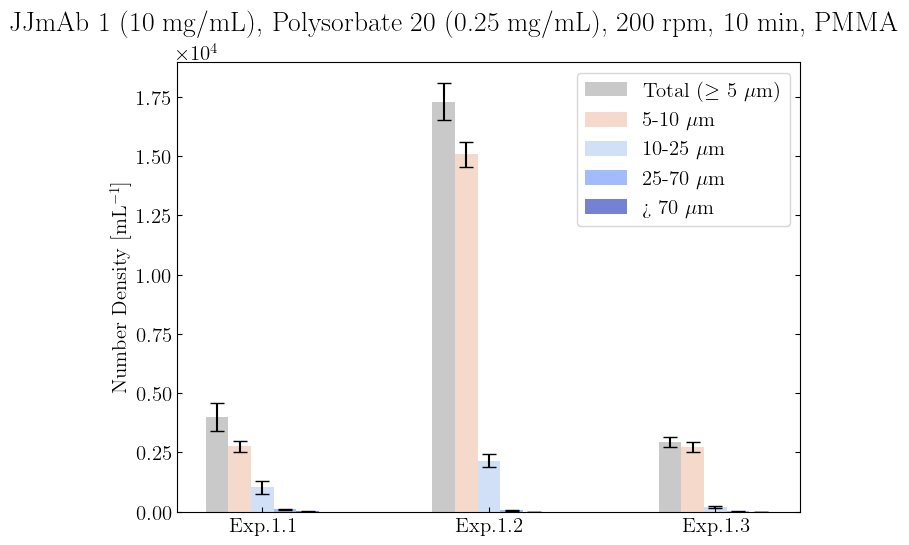 JJmAb 1 (10 mg/mL), Polysorbate 20 (0.25 mg/mL), 200 rpm, 10 min, PMMA
×10⁴
Total (≥ 5 μm)
5-10 μm
10-25 μm
25-70 μm
¿ 70 μm
Number Density [mL⁻¹]
1.75
1.50
1.25
1.00
0.75
0.50
0.25
0.00
Exp.1.1 Exp.1.2 Exp.1.3